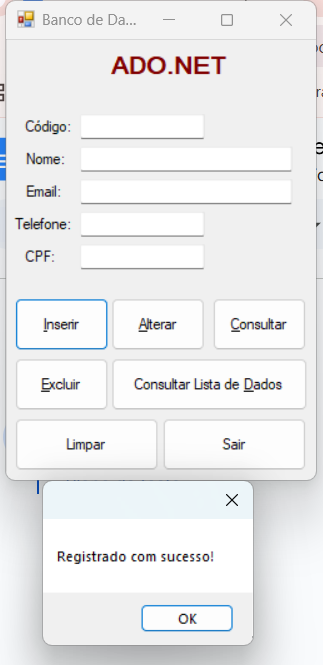 Banco de Da...
ADO.NET
Código:
Nome:
Email:
Telefone:
CPF:
Inserir Alterar Consultar
Excluir Consultar Lista de Dados
Limpar Sair
Registrado com sucesso!
OK